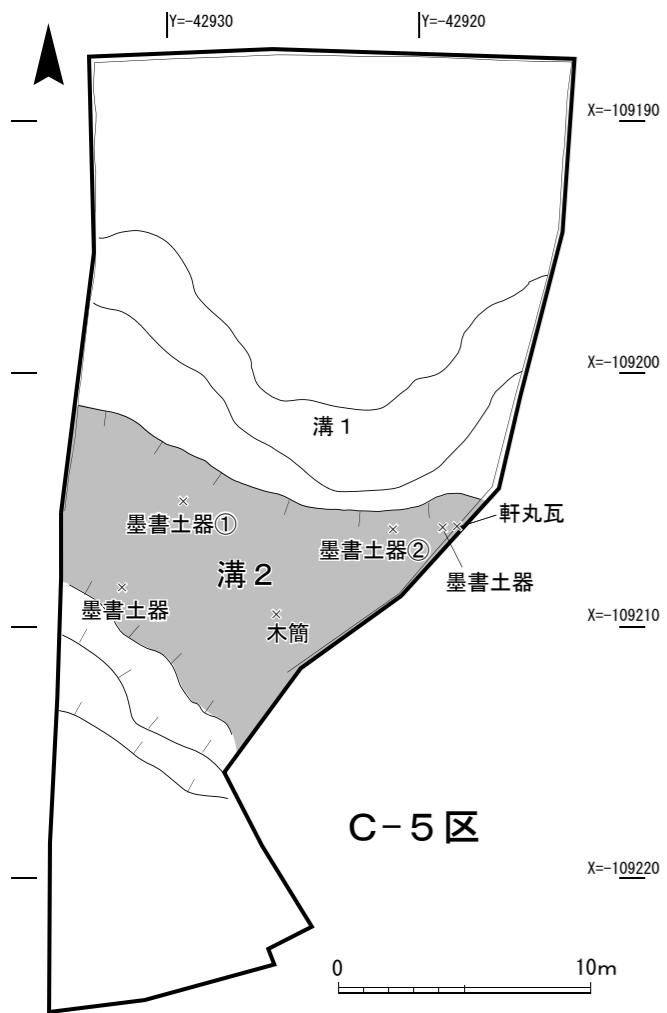 Y=-42930
Y=-42920
X=-109190
X=-109200
溝1
軒丸瓦
墨書土器①
墨書土器②
溝2
墨書土器
墨書土器
木簡
X=-109210
C-5区
X=-109220
0
10m